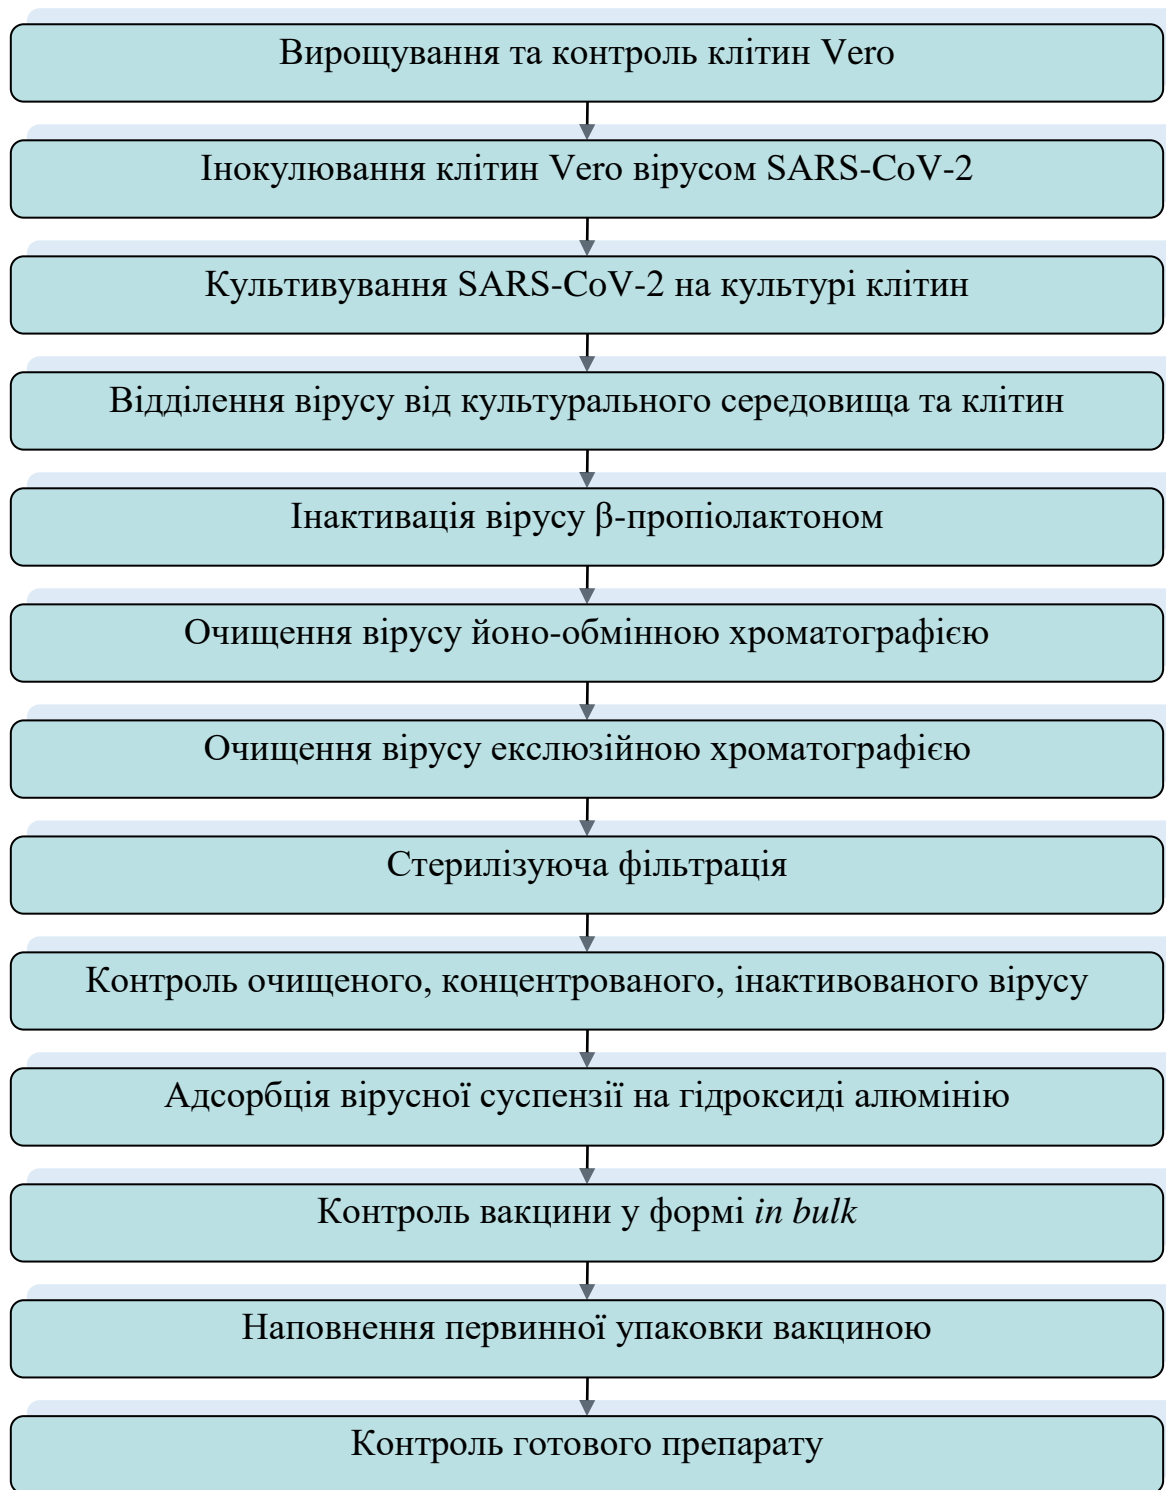 Вирощування та контроль клітин Vero
Інокулювання клітин Vero вірусом SARS-CoV-2
Культивування SARS-CoV-2 на культурі клітин
Відділення вірусу від культурального середовища та клітин
Інактивація вірусу β-пропіолактоном
Очищення вірусу йоно-обмінною хроматографією
Очищення вірусу екслюзійною хроматографією
Стерилізуюча фільтрація
Контроль очищеного, концентрованого, інактивованого вірусу
Адсорбція вірусної суспензії на гідроксиді алюмінію
Контроль вакцини у формі in bulk
Наповнення первинної упаковки вакциною
Контроль готового препарату